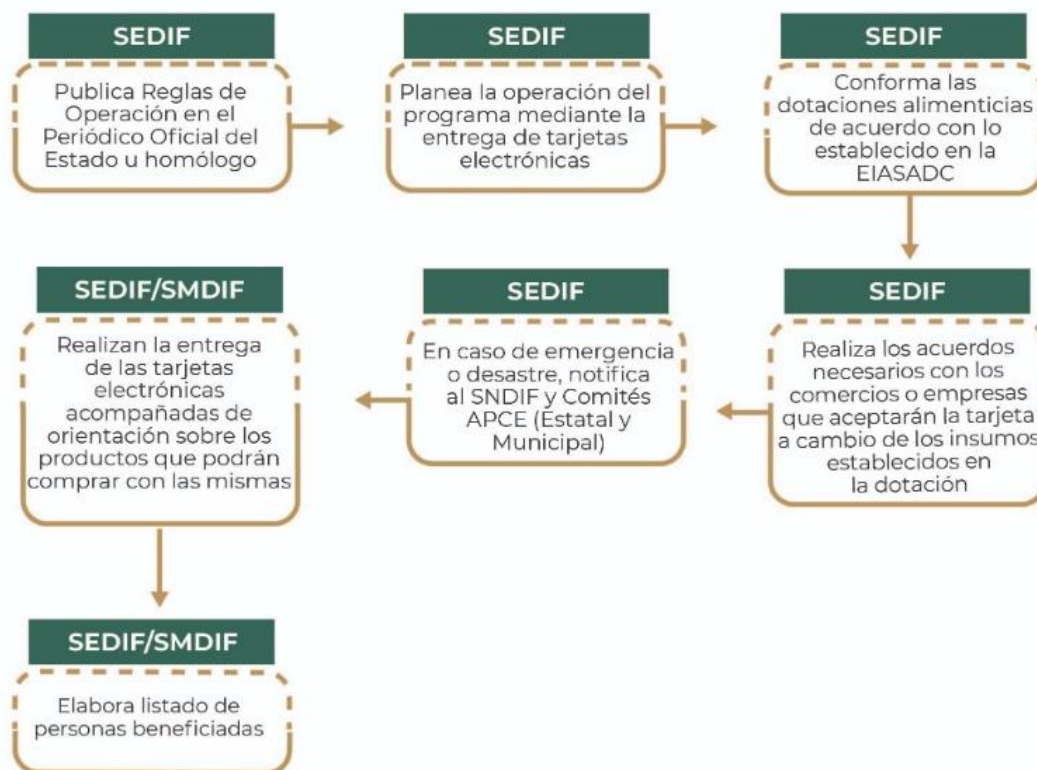 SEDIF
Publica Reglas de
Operación en el
Periódico Oficial del
Estado u homólogo
SEDIF
Planea la operación del
programa mediante la
entrega de tarjetas
electrónicas
SEDIF
Conforma las
dotaciones alimenticias
de acuerdo con lo
establecido en la
EIASADC
SEDIF
Realiza los acuerdos
necesarios con los
comercios o empresas
que aceptarán la tarjeta
a cambio de los insumos
establecidos en
la dotación
SEDIF
En caso de emergencia
o desastre, notifica
al SNDIF y Comités
APCE (Estatal y
Municipal)
SEDIF/SMDIF
Realizan la entrega
de las tarjetas
electrónicas
acompañadas de
orientación sobre los
productos que podrán
comprar con las mismas
SEDIF/SMDIF
Elabora listado de
personas beneficiadas